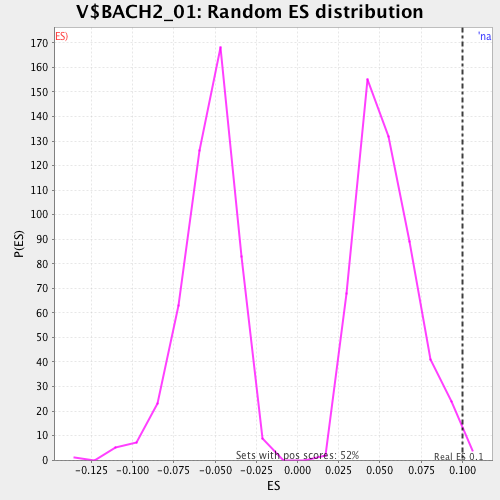 V$BACH2_01: Random ES distribution
ES)
'na
170
160
150
140
130
120
110
100
90
80
70
60
50
40
30
20
10
0
P(ES)
Sets with pos scores: 52%
Real ES 0.1
-0.125 -0.100 -0.075 -0.050 -0.025 0.000 0.025 0.050 0.075 0.100
ES